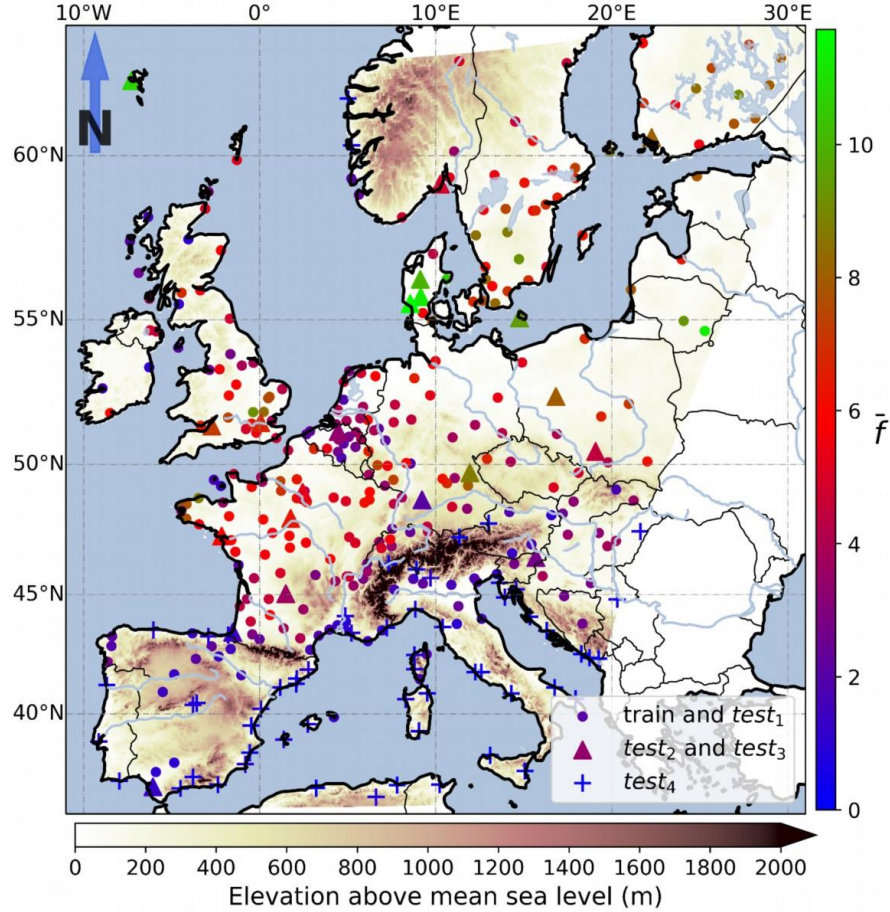 10°W 0° 10°E 20°E 30°E
N
60°N
55°N
50°N
45°N
40°N
10
8
6
4
2
0
f̄
train and test₁
test₂ and test₃
test₄
0 200 400 600 800 1000 1200 1400 1600 1800 2000
Elevation above mean sea level (m)